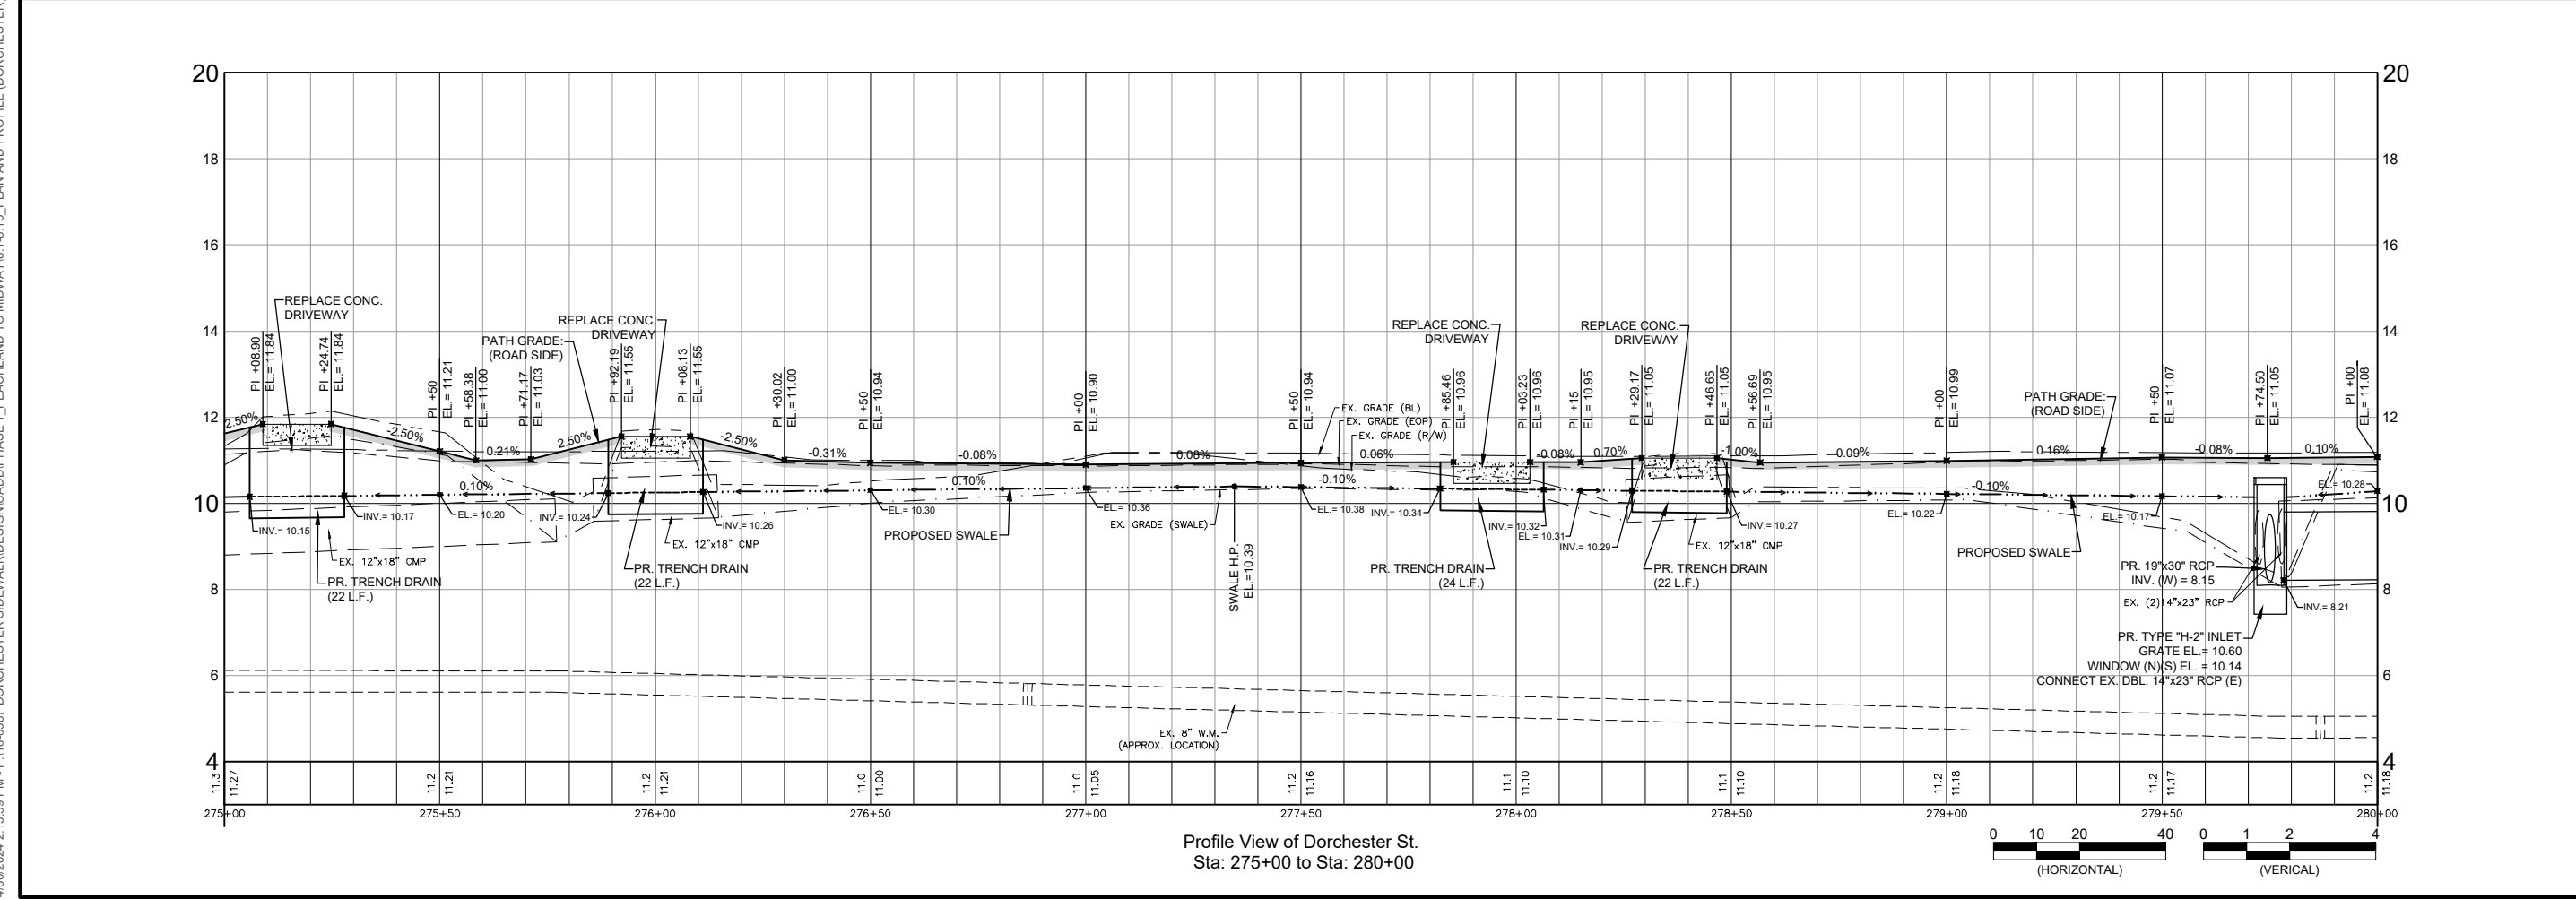 20
18
16
14
12
10
8
6
4
20
18
16
14
12
10
8
6
4
REPLACE CONC.
DRIVEWAY
PI +08.90
EL.= 11.84
PI +24.74
EL.= 11.84
PI +50
EL.= 11.21
PI +58.38
EL.= 11.00
PI +71.17
EL.= 11.03
PATH GRADE:
(ROAD SIDE)
REPLACE CONC.
DRIVEWAY
PI +92.19
EL.= 11.55
PI +08.13
EL.= 11.55
PI +30.02
EL.= 11.00
PI +50
EL.= 10.94
PI +00
EL.= 10.90
PI +50
EL.= 10.94
EX. GRADE (BL)
EX. GRADE (EOP)
EX. GRADE (R/W)
REPLACE CONC.
DRIVEWAY
PI +85.46
EL.= 10.96
PI +03.23
EL.= 10.96
PI +15
EL.= 10.95
REPLACE CONC.
DRIVEWAY
PI +29.17
EL.= 11.05
PI +46.65
EL.= 11.05
PI +56.69
EL.= 10.95
PI +00
EL.= 10.99
PATH GRADE:
(ROAD SIDE)
PI +50
EL.= 11.07
PI +74.50
EL.= 11.05
PI +00
EL.= 11.08
2.50%
-2.50%
0.21%
2.50%
-2.50%
-0.31%
-0.08%
0.08%
0.06%
-0.08%
0.70%
-1.00%
0.09%
0.16%
-0.08%
0.10%
0.10%
0.10%
-0.10%
-0.10%
INV.= 10.15
INV.= 10.17
EL.= 10.20
INV.= 10.24
INV.= 10.26
EL.= 10.30
EL.= 10.36
EL.= 10.38
INV.= 10.34
INV.= 10.32
EL.= 10.31
INV.= 10.29
INV.= 10.27
EL.= 10.22
EL.= 10.17
EL.= 10.28
EX. 12"x18" CMP
PR. TRENCH DRAIN
(22 L.F.)
EX. 12"x18" CMP
PR. TRENCH DRAIN
(22 L.F.)
PROPOSED SWALE
EX. GRADE (SWALE)
SWALE H.P.
EL.=10.39
PR. TRENCH DRAIN
(24 L.F.)
EX. 12"x18" CMP
PR. TRENCH DRAIN
(22 L.F.)
PROPOSED SWALE
PR. 19"x30" RCP
INV. (W) = 8.15
EX. (2)14"x23" RCP
INV.= 8.21
PR. TYPE "H-2" INLET
GRATE EL.= 10.60
WINDOW (N)(S) EL. = 10.14
CONNECT EX. DBL. 14"x23" RCP (E)
EX. 8" W.M.
(APPROX. LOCATION)
11.3
11.27
11.2
11.21
11.2
11.21
11.0
11.00
11.0
11.05
11.2
11.16
11.1
11.10
11.1
11.10
11.2
11.18
11.2
11.17
11.2
11.18
275+00
275+50
276+00
276+50
277+00
277+50
278+00
278+50
279+00
279+50
280+00
Profile View of Dorchester St.
Sta: 275+00 to Sta: 280+00
0 10 20 40
(HORIZONTAL)
0 1 2 4
(VERICAL)